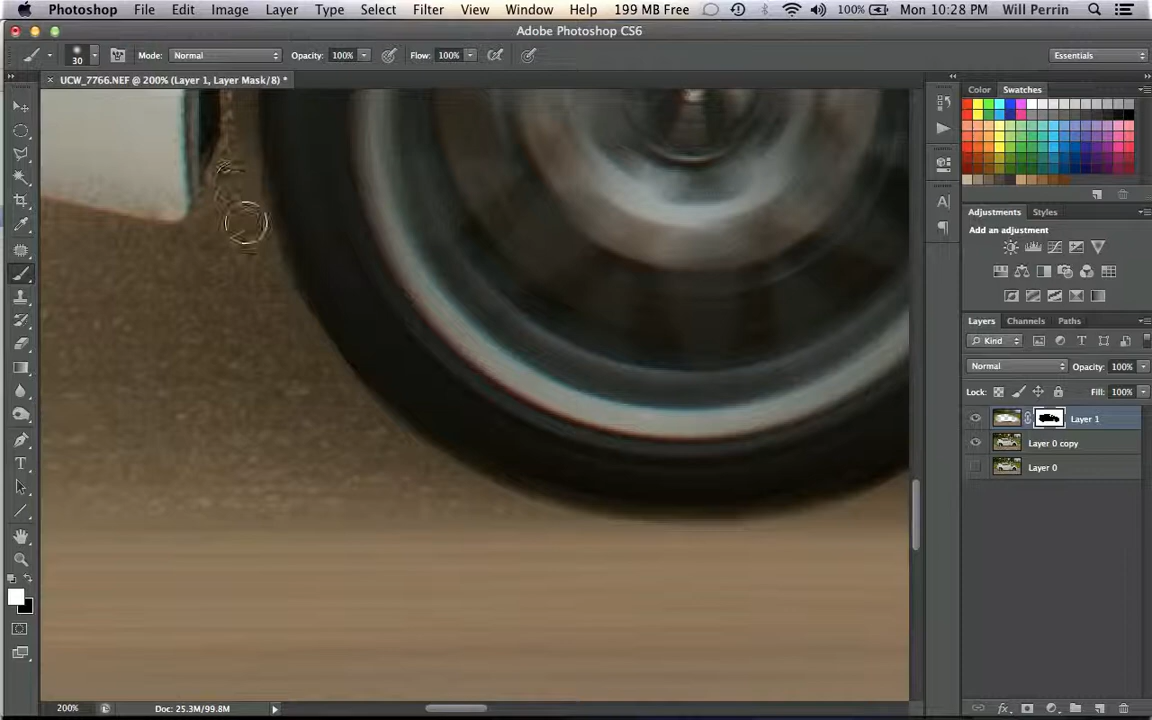 Photoshop File Edit Image Layer Type Select Filter View Window Help 199 MB Free 100% Mon 10:28 PM Will Perrin
Adobe Photoshop CS6
30 Mode: Normal Opacity: 100% Flow: 100% Essentials
UCW_7766.NEF @ 200% (Layer 1, Layer Mask/8) *
Color Swatches
Adjustments Styles
Add an adjustment
Layers Channels Paths
Kind
Normal Opacity: 100%
Lock: Fill: 100%
Layer 1
Layer 0 copy
Layer 0
200% Doc: 25.3M/99.8M